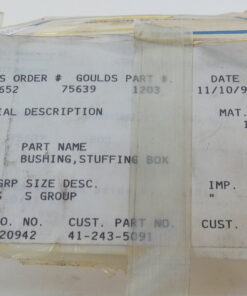 S ORDER # GOULDS PART #. DATE
652 75639 1203 11/10/9
IAL DESCRIPTION MAT.
PART NAME
BUSHING,STUFFING BOX
GRP SIZE DESC. IMP.
S GROUP "
O. NO. CUST. PART NO. CUST.
20942 41-243-5091